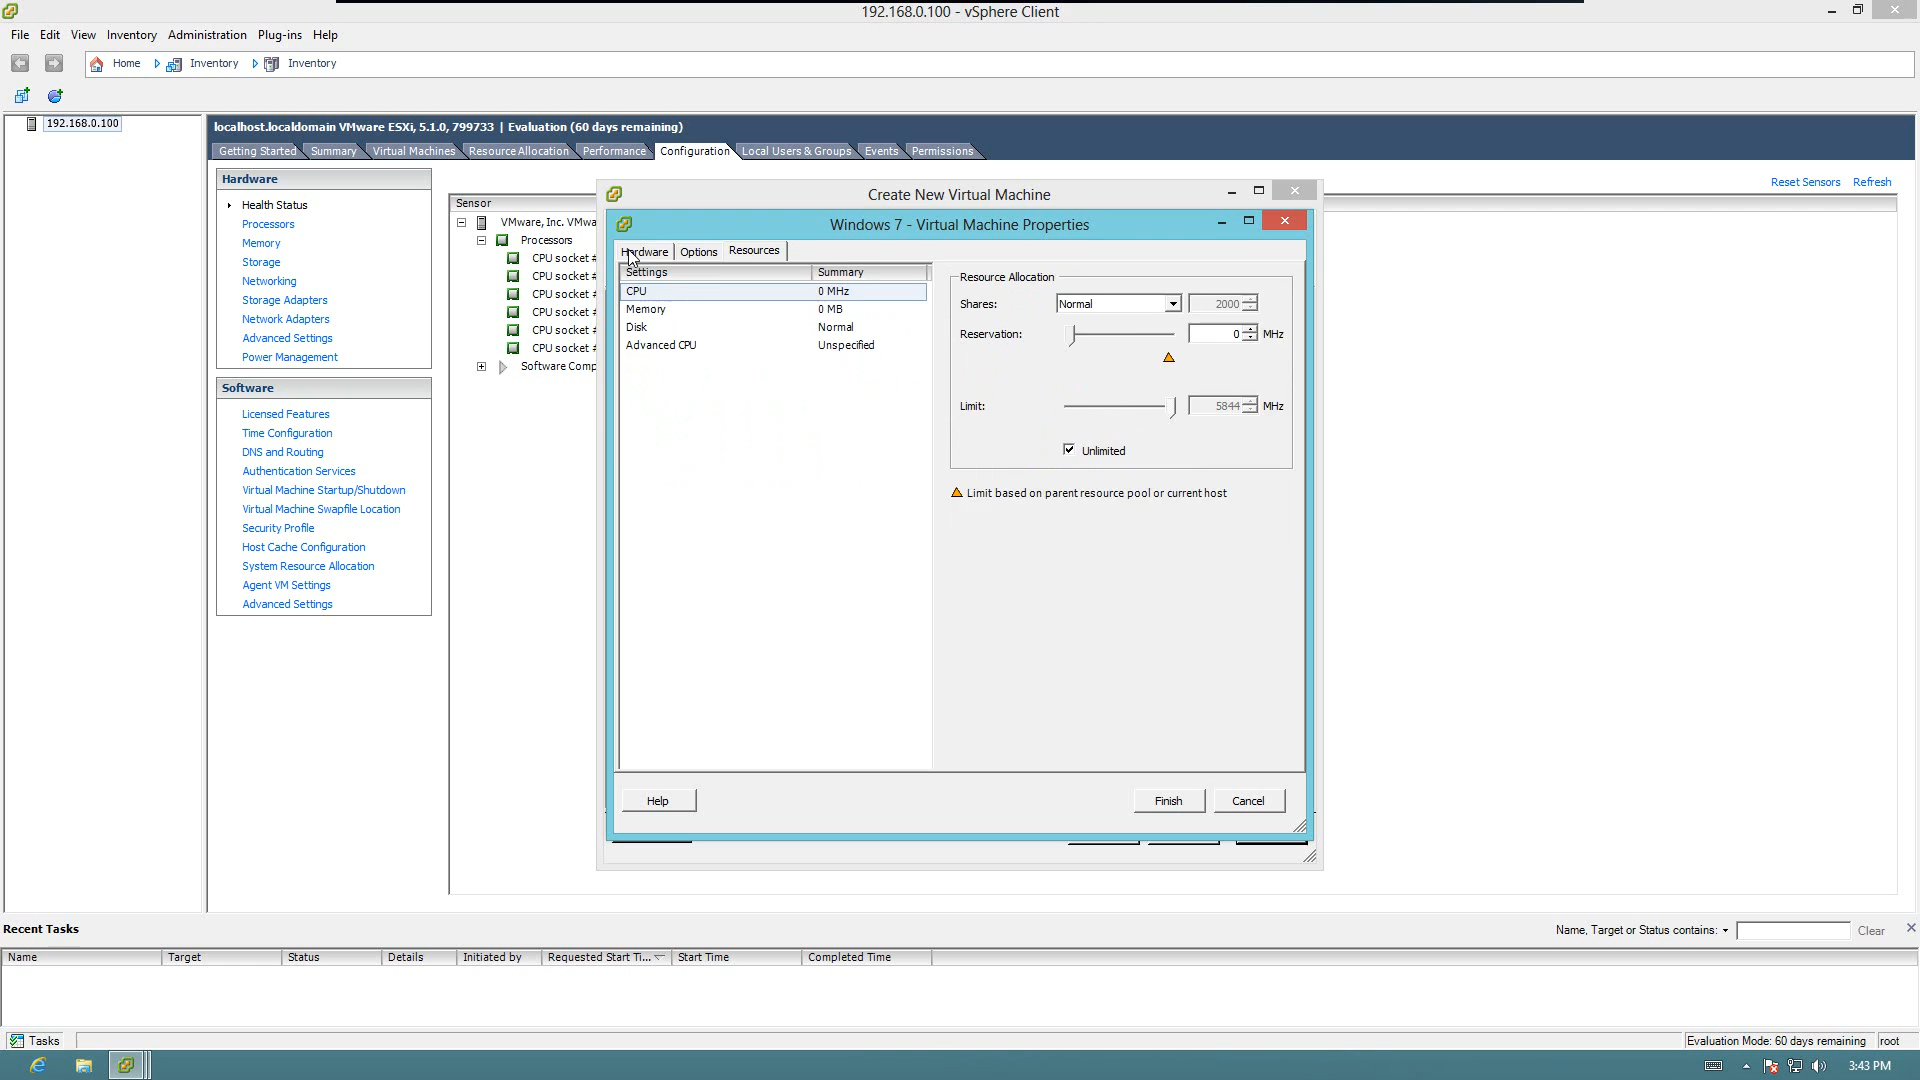 192.168.0.100 - vSphere Client
File Edit View Inventory Administration Plug-ins Help
Home Inventory Inventory
192.168.0.100
localhost.localdomain VMware ESXi, 5.1.0, 799733 | Evaluation (60 days remaining)
Getting Started Summary Virtual Machines Resource Allocation Performance Configuration Local Users & Groups Events Permissions
Hardware
Health Status
Processors
Memory
Storage
Networking
Storage Adapters
Network Adapters
Advanced Settings
Power Management
Software
Licensed Features
Time Configuration
DNS and Routing
Authentication Services
Virtual Machine Startup/Shutdown
Virtual Machine Swapfile Location
Security Profile
Host Cache Configuration
System Resource Allocation
Agent VM Settings
Advanced Settings
Reset Sensors Refresh
Sensor
VMware, Inc. VMwa
Processors
CPU socket #
CPU socket #
CPU socket #
CPU socket #
CPU socket #
CPU socket #
Software Comp
Create New Virtual Machine
Windows 7 - Virtual Machine Properties
Hardware Options Resources
Settings Summary
CPU 0 MHz
Memory 0 MB
Disk Normal
Advanced CPU Unspecified
Resource Allocation
Shares: Normal 2000
Reservation: 0 MHz
Limit: 5844 MHz
Unlimited
Limit based on parent resource pool or current host
Help Finish Cancel
Recent Tasks
Name, Target or Status contains: Clear
Name Target Status Details Initiated by Requested Start Ti... Start Time Completed Time
Tasks
Evaluation Mode: 60 days remaining root
3:43 PM